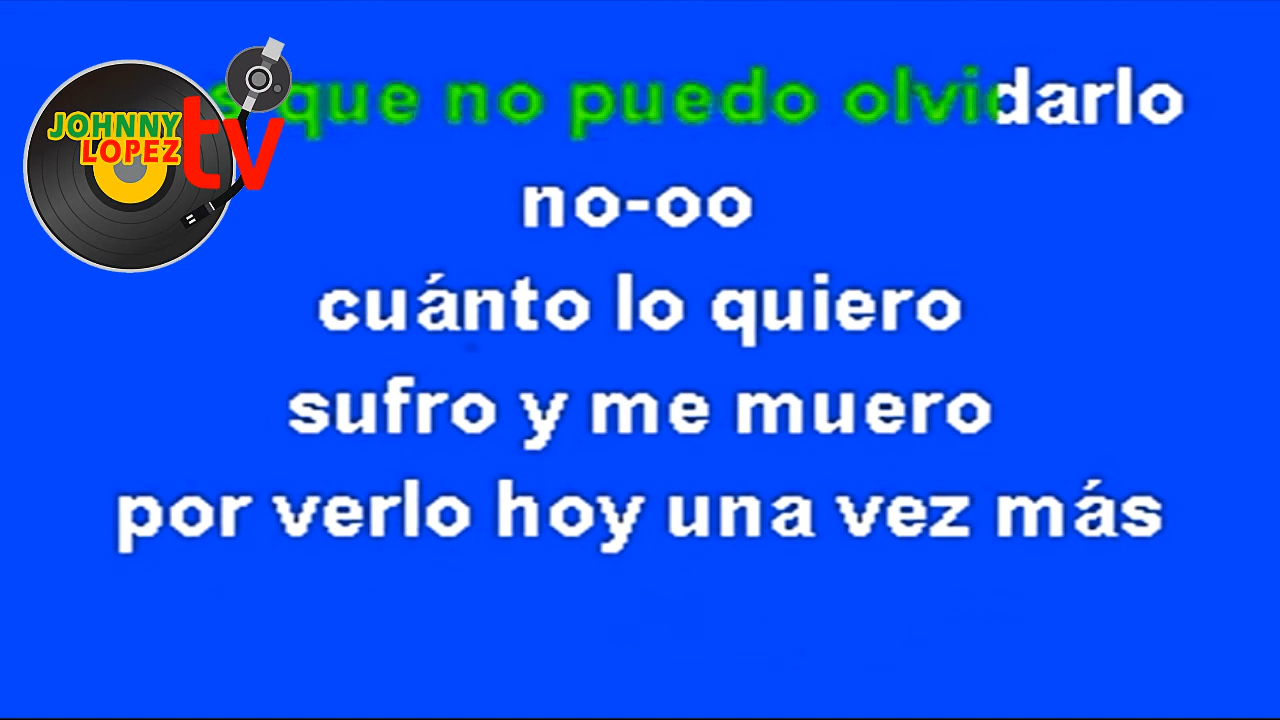 JOHNNY
LOPEZ
tv
que no puedo olvidarlo
no-oo
cuánto lo quiero
sufro y me muero
por verlo hoy una vez más